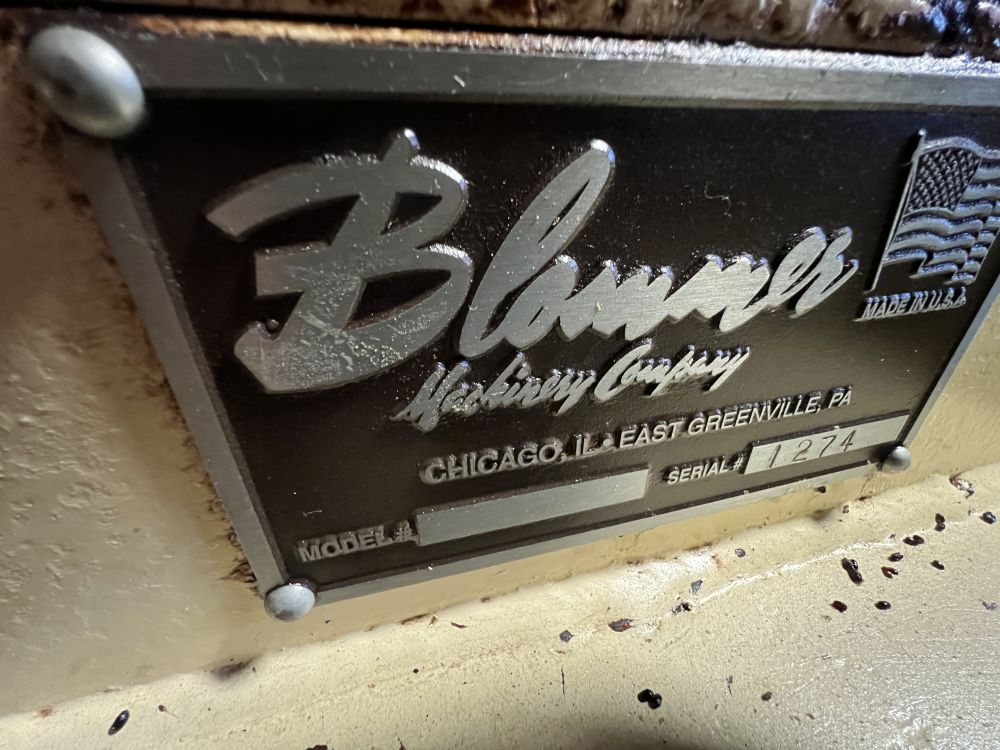 Blommer
Machinery Company
MADE IN U.S.A.
CHICAGO, IL • EAST GREENVILLE, PA
MODEL # SERIAL # 1274